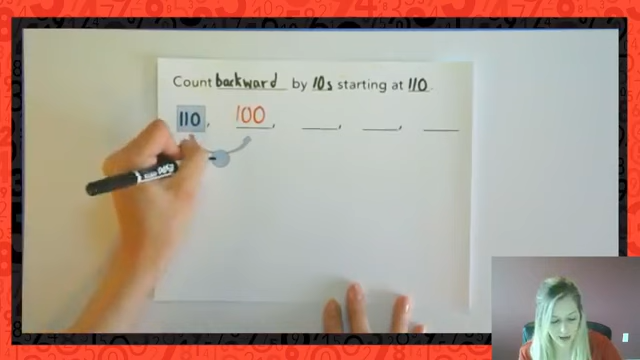 Count backward by 10s starting at 110.
110, 100, ____, ____, ____